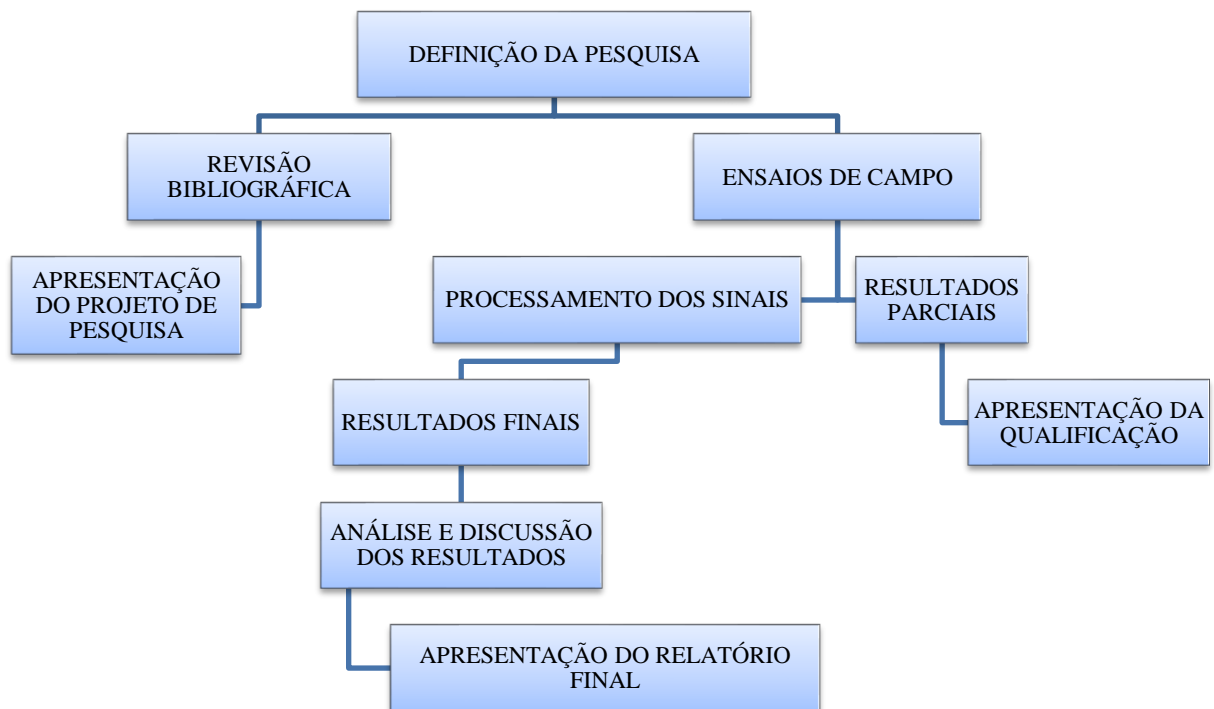 DEFINIÇÃO DA PESQUISA
REVISÃO
BIBLIOGRÁFICA
ENSAIOS DE CAMPO
APRESENTAÇÃO
DO PROJETO DE
PESQUISA
PROCESSAMENTO DOS SINAIS
RESULTADOS
PARCIAIS
RESULTADOS FINAIS
APRESENTAÇÃO DA
QUALIFICAÇÃO
ANÁLISE E DISCUSSÃO
DOS RESULTADOS
APRESENTAÇÃO DO RELATÓRIO
FINAL